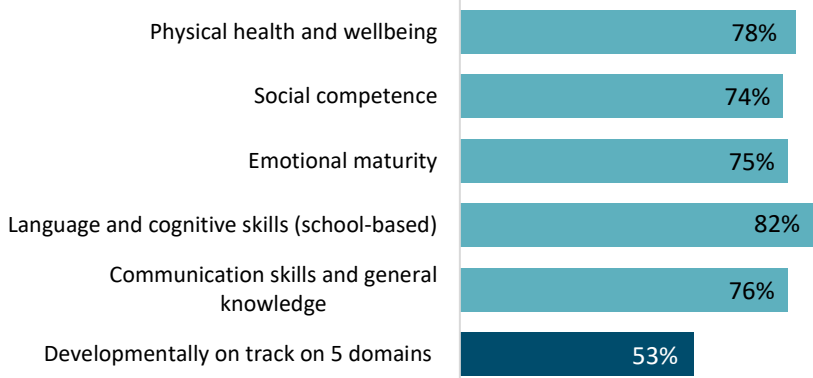 Physical health and wellbeing 78%
Social competence 74%
Emotional maturity 75%
Language and cognitive skills (school-based) 82%
Communication skills and general
knowledge 76%
Developmentally on track on 5 domains 53%